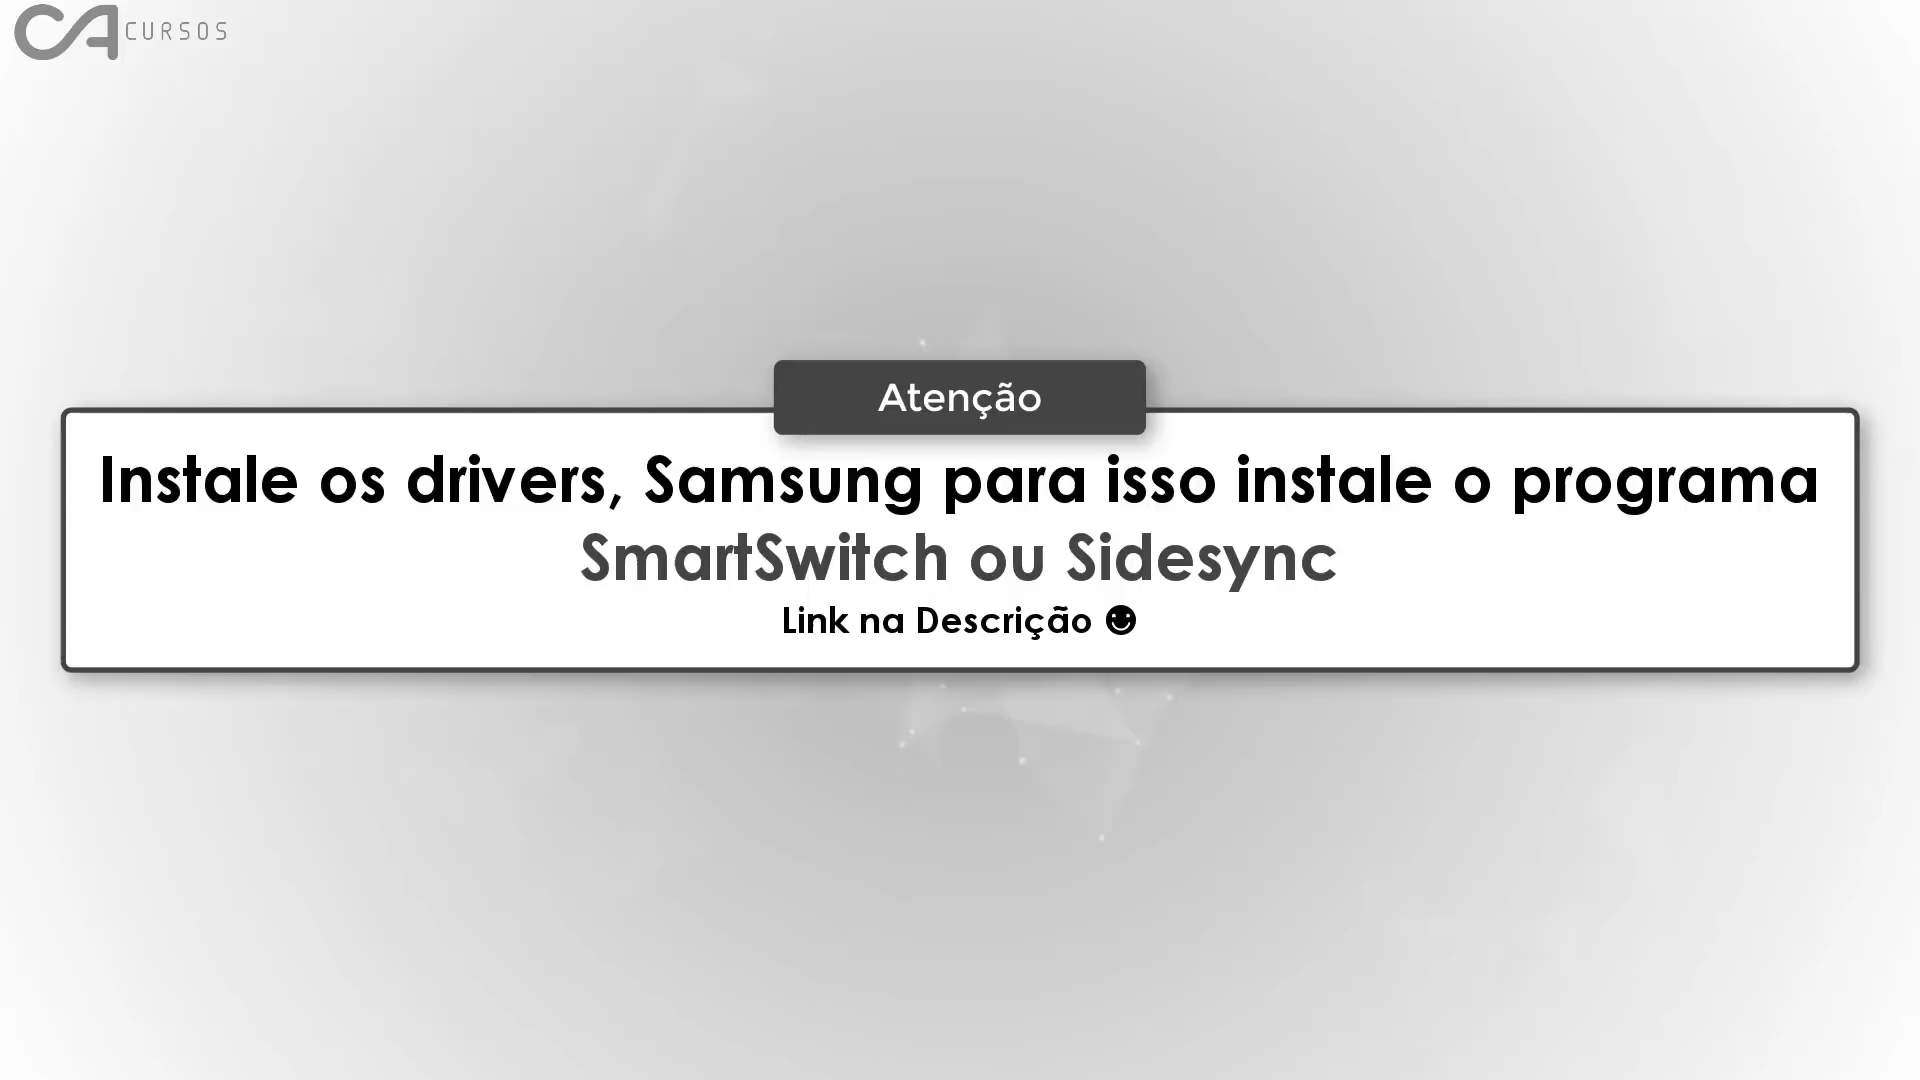 CA CURSOS
Atenção
Instale os drivers, Samsung para isso instale o programa
SmartSwitch ou Sidesync
Link na Descrição ☻